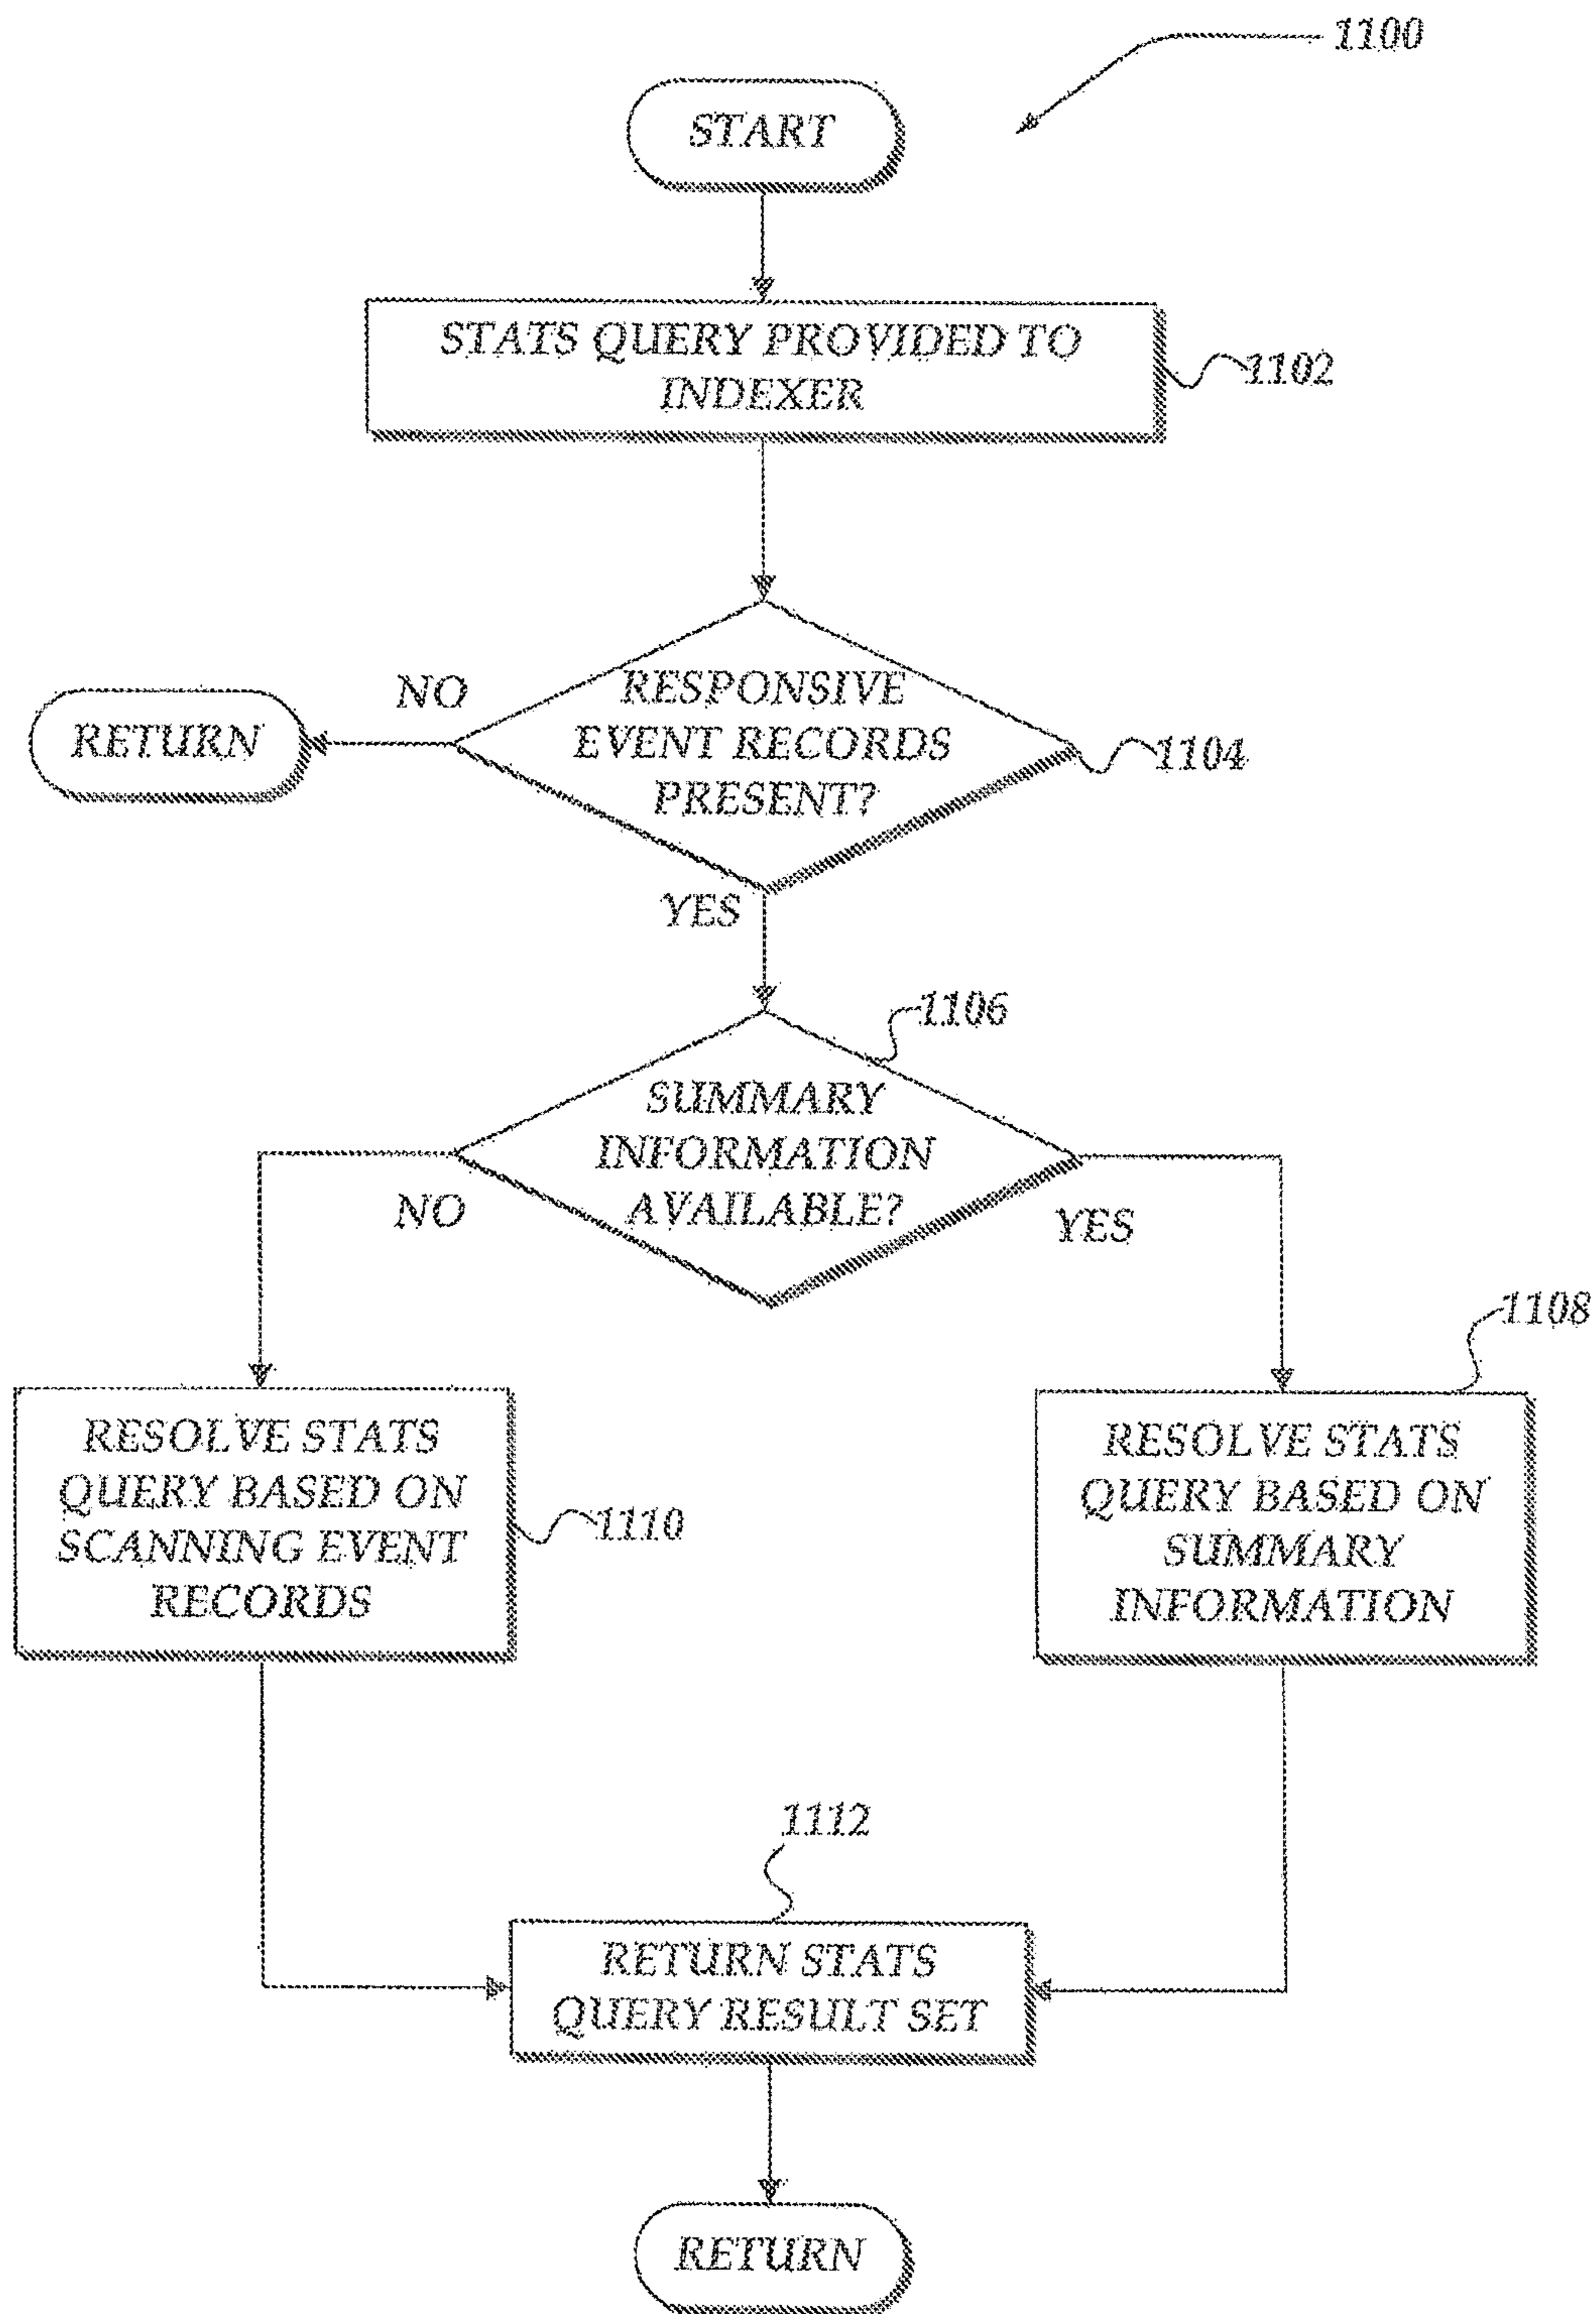 1100
START
STATS QUERY PROVIDED TO
INDEXER
1102
NO
RESPONSIVE
EVENT RECORDS
PRESENT?
RETURN
1104
YES
1106
SUMMARY
INFORMATION
AVAILABLE?
NO
YES
1108
RESOLVE STATS
QUERY BASED ON
SCANNING EVENT
RECORDS
1110
RESOLVE STATS
QUERY BASED ON
SUMMARY
INFORMATION
1112
RETURN STATS
QUERY RESULT SET
RETURN